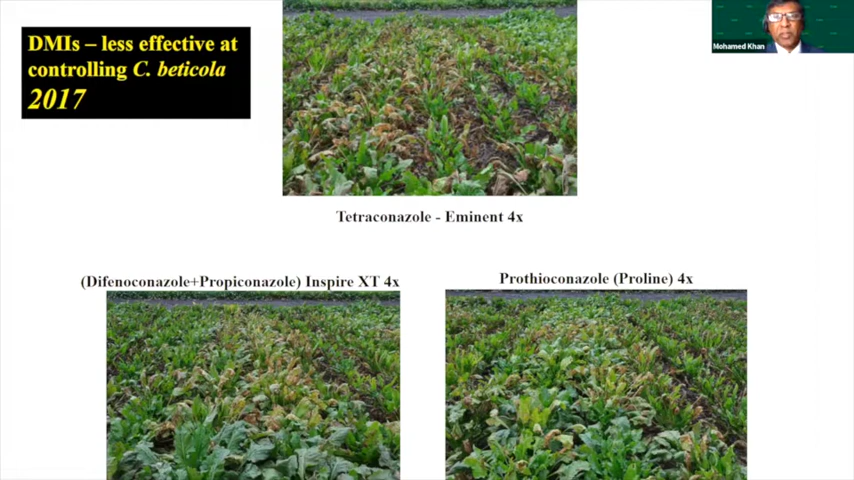 DMIs – less effective at
controlling C. beticola
2017
Mohamed Khan
Tetraconazole - Eminent 4x
(Difenoconazole+Propiconazole) Inspire XT 4x
Prothioconazole (Proline) 4x